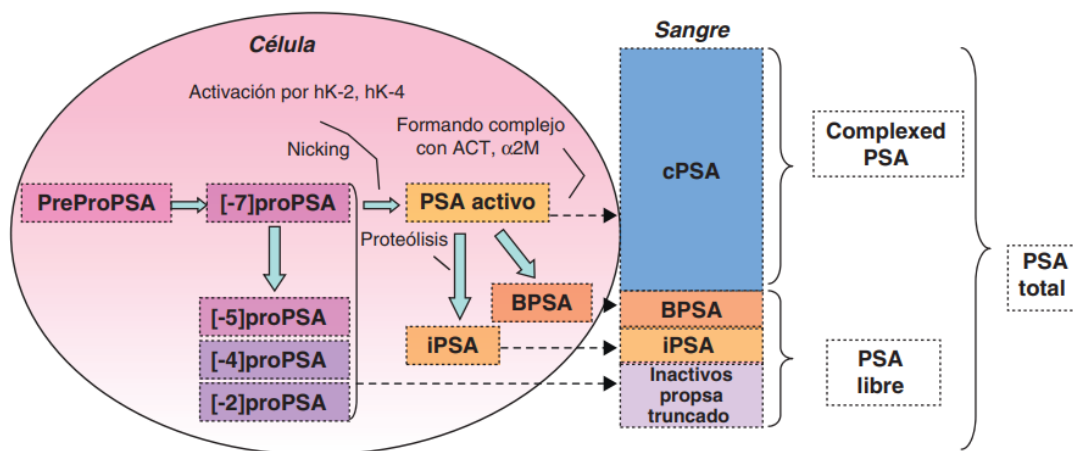 Célula
Activación por hK-2, hK-4
Nicking
Formando complejo
con ACT, α2M
PreProPSA
[-7]proPSA
PSA activo
Proteólisis
BPSA
[-5]proPSA
iPSA
[-4]proPSA
[-2]proPSA
Sangre
cPSA
BPSA
iPSA
Inactivos
propsa
truncado
Complexed
PSA
PSA
libre
PSA
total